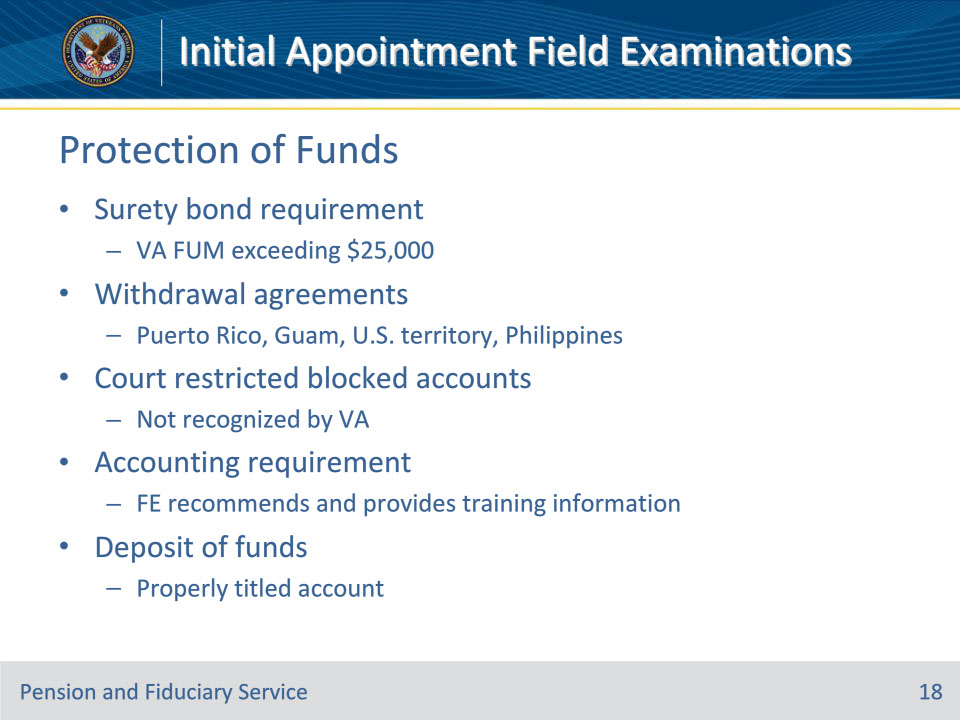 Initial Appointment Field Examinations
Protection of Funds
• Surety bond requirement
– VA FUM exceeding $25,000
• Withdrawal agreements
– Puerto Rico, Guam, U.S. territory, Philippines
• Court restricted blocked accounts
– Not recognized by VA
• Accounting requirement
– FE recommends and provides training information
• Deposit of funds
– Properly titled account
Pension and Fiduciary Service
18
DEPARTMENT OF VETERANS AFFAIRS
UNITED STATES OF AMERICA